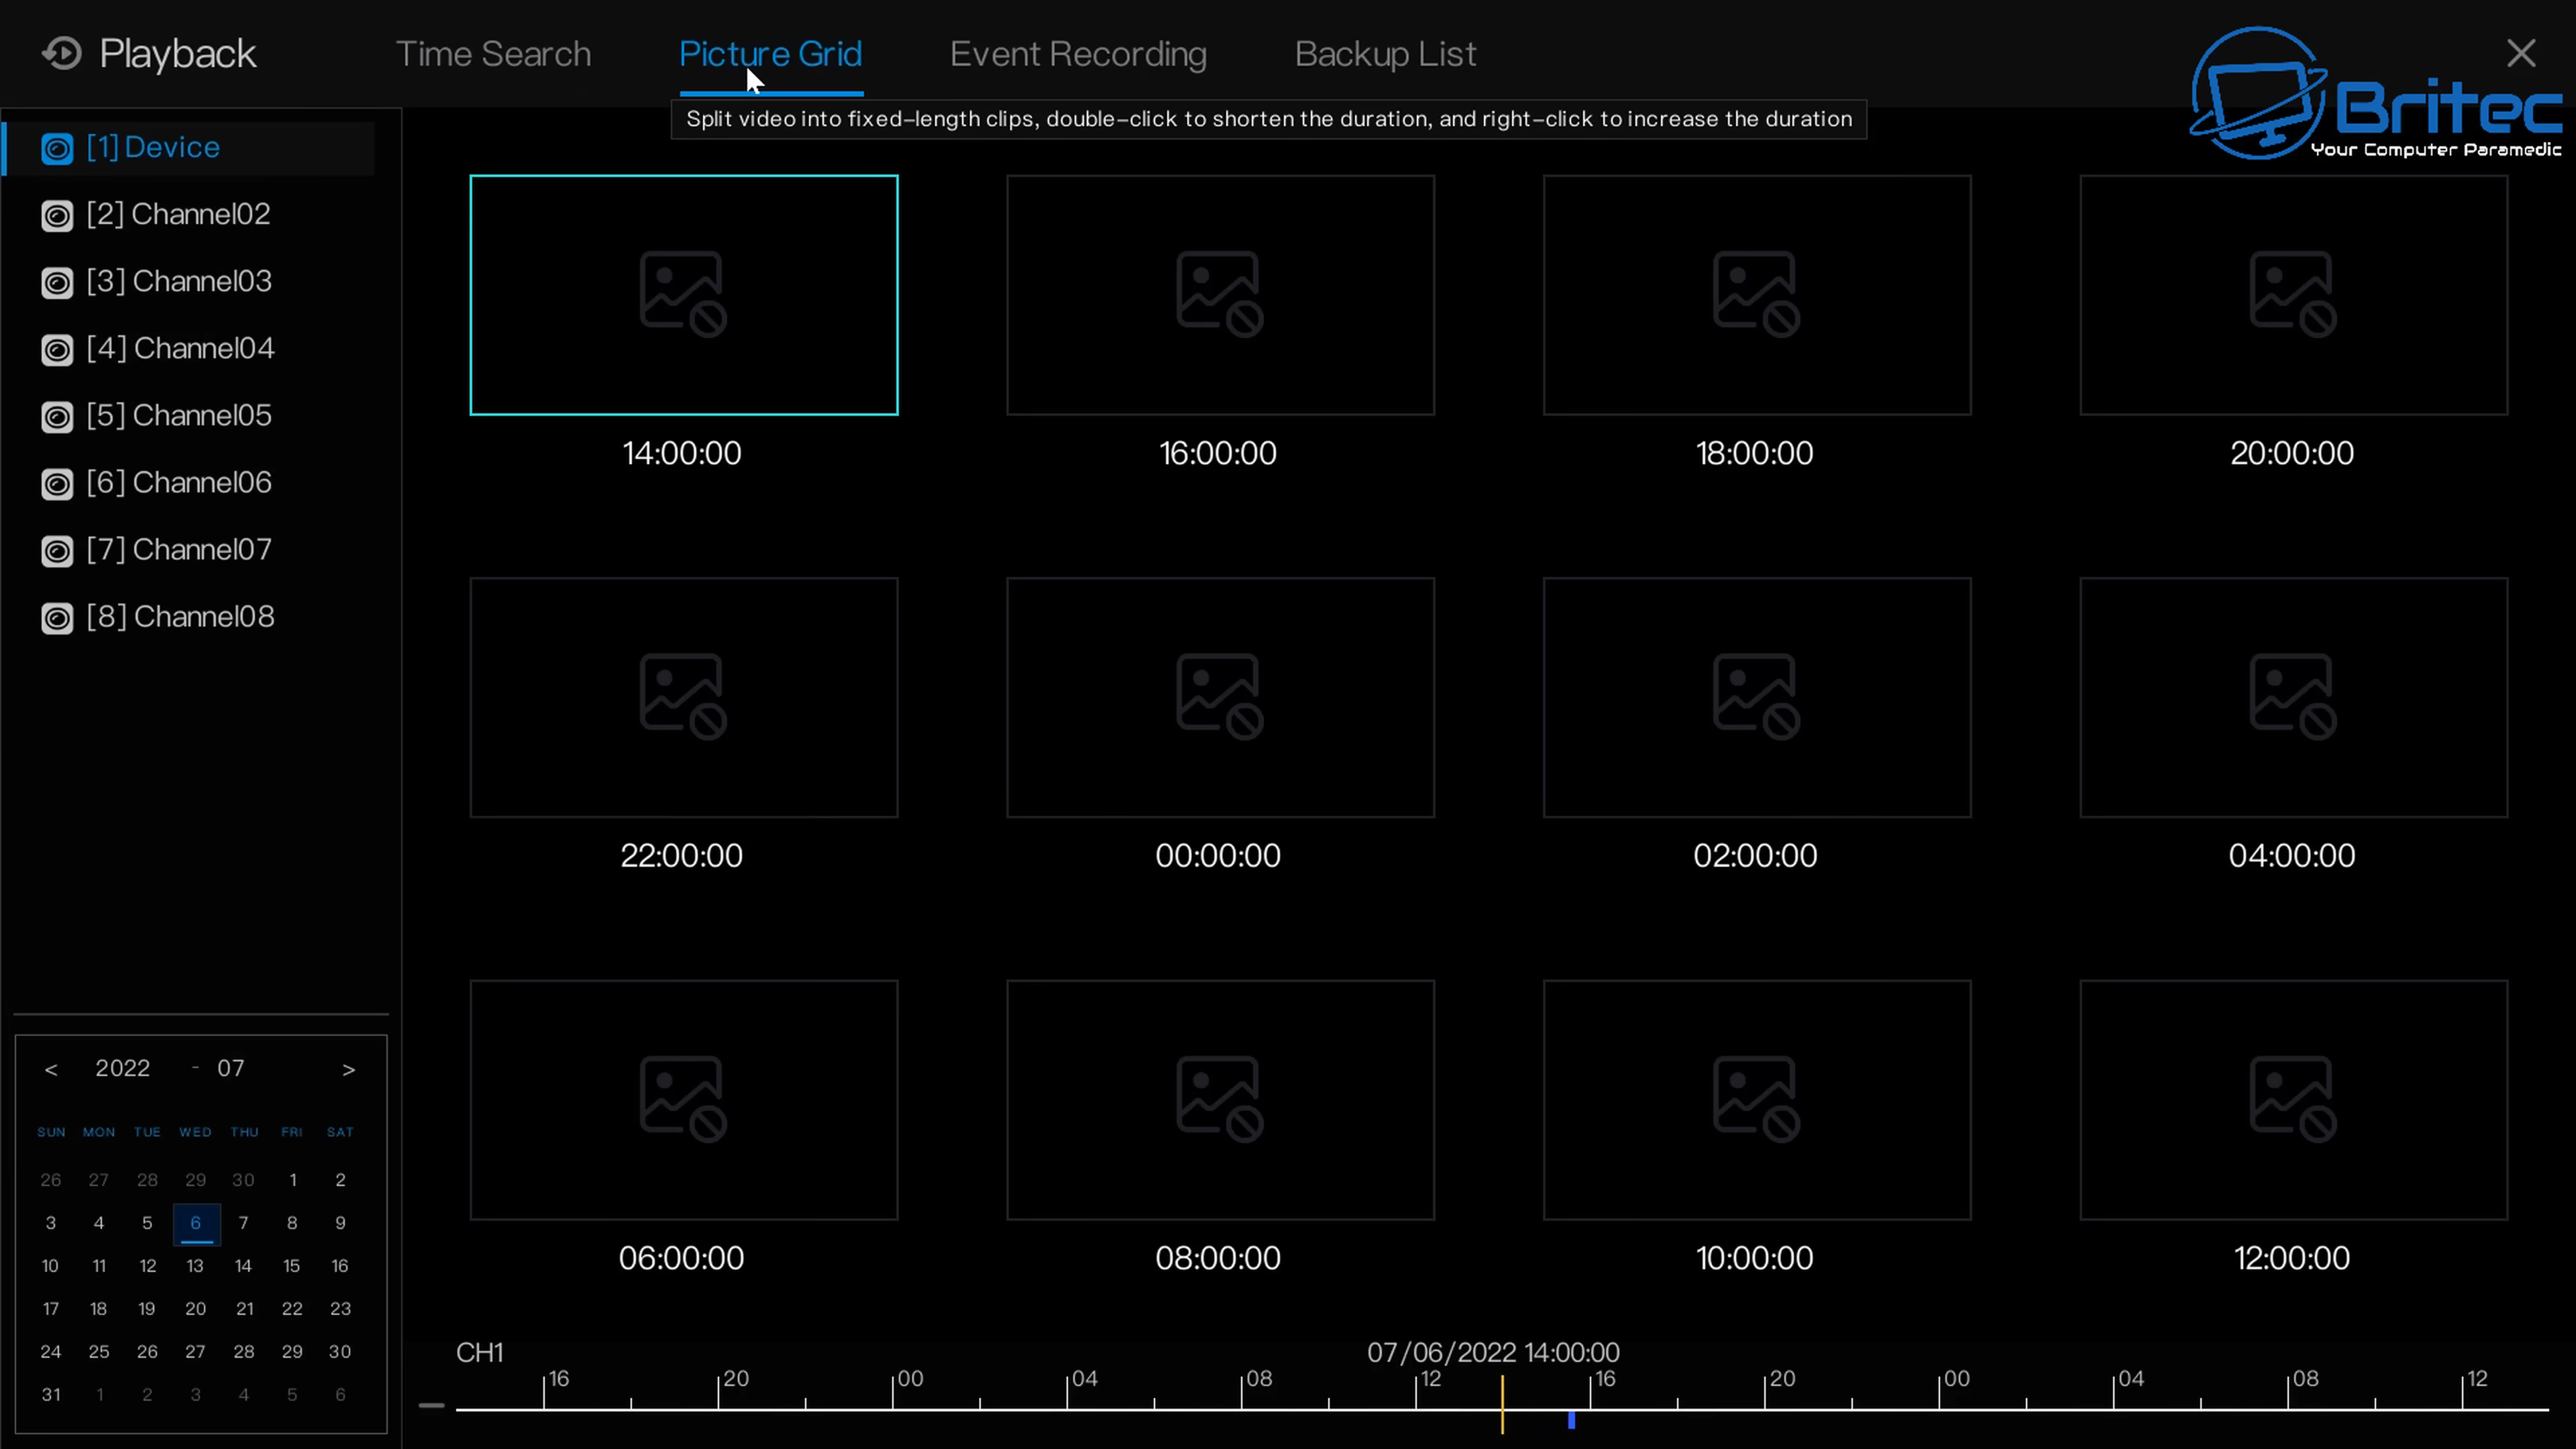 Playback
Time Search
Picture Grid
Event Recording
Backup List
Britec
Your Computer Paramedic
Split video into fixed-length clips, double-click to shorten the duration, and right-click to increase the duration
[1] Device
[2] Channel02
[3] Channel03
[4] Channel04
[5] Channel05
[6] Channel06
[7] Channel07
[8] Channel08
14:00:00 16:00:00 18:00:00 20:00:00
22:00:00 00:00:00 02:00:00 04:00:00
06:00:00 08:00:00 10:00:00 12:00:00
< 2022 - 07 >
SUN MON TUE WED THU FRI SAT
26 27 28 29 30 1 2
3 4 5 6 7 8 9
10 11 12 13 14 15 16
17 18 19 20 21 22 23
24 25 26 27 28 29 30
31 1 2 3 4 5 6
CH1 07/06/2022 14:00:00
16 20 00 04 08 12 16 20 00 04 08 12